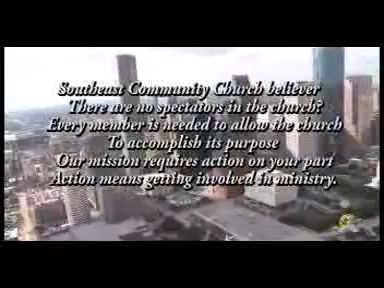 Southeast Community Church believer
There are no spectators in the church?
Every member is needed to allow the church
To accomplish its purpose
Our mission requires action on your part
Action means getting involved in ministry.